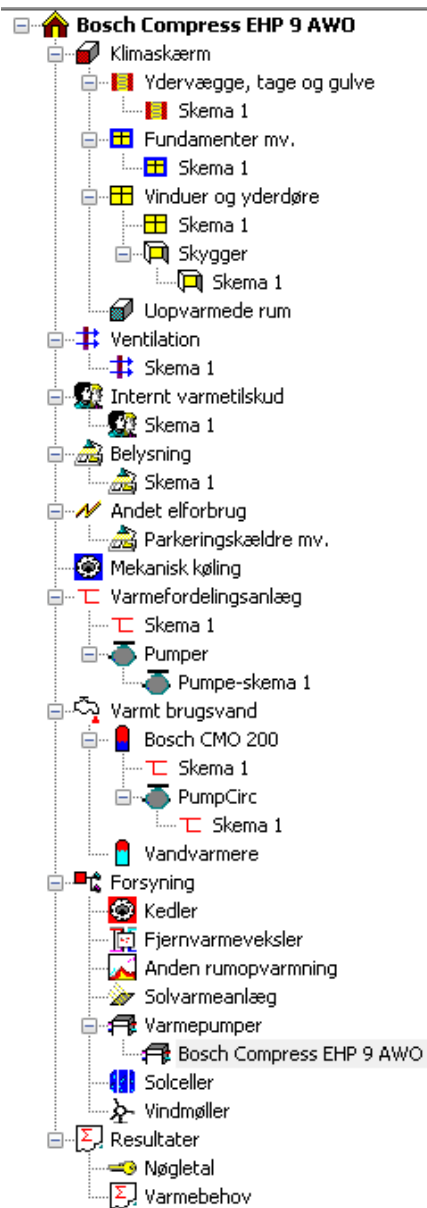 Bosch Compress EHP 9 AWO
Klimaskærm
Ydervægge, tage og gulve
Skema 1
Fundamenter mv.
Skema 1
Vinduer og yderdøre
Skema 1
Skygger
Skema 1
Uopvarmede rum
Ventilation
Skema 1
Internt varmetilskud
Skema 1
Belysning
Skema 1
Andet elforbrug
Parkeringskældre mv.
Mekanisk køling
Varmefordelingsanlæg
Skema 1
Pumper
Pumpe-skema 1
Varmt brugsvand
Bosch CMO 200
Skema 1
PumpCirc
Skema 1
Vandvarmere
Forsyning
Kedler
Fjernvarmeveksler
Anden rumopvarmning
Solvarmeanlæg
Varmepumper
Bosch Compress EHP 9 AWO
Solceller
Vindmøller
Resultater
Nøgletal
Varmebehov